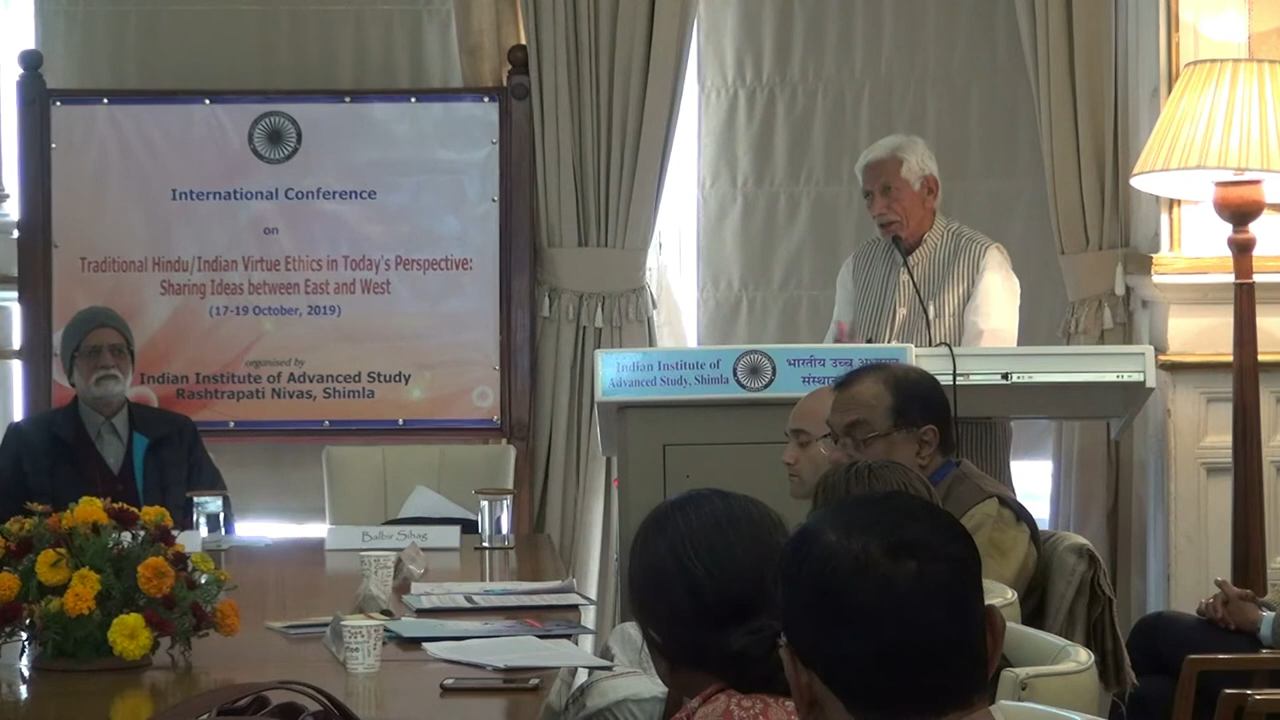 International Conference
on
Traditional Hindu/Indian Virtue Ethics in Today's Perspective:
Sharing Ideas between East and West
(17-19 October, 2019)
organised by
Indian Institute of Advanced Study
Rashtrapati Nivas, Shimla
Indian Institute of
Advanced Study, Shimla
भारतीय उच्च अध्ययन
संस्थान
Balbir Sihag